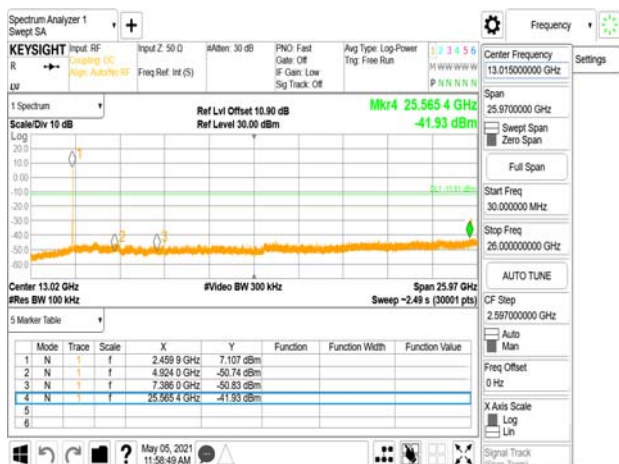 Spectrum Analyzer 1
Swept SA
Frequency
KEYSIGHT
Input: RF
Input Z: 50 Ω
#Atten: 30 dB
PNO: Fast
Avg Type: Log-Power
1 2 3 4 5 6
R
Coupling: DC
Gate: Off
Trig: Free Run
M W W W W W
Align: Auto/No RF
Freq Ref: Int (S)
IF Gain: Low
Sig Track: Off
P N N N N N
Center Frequency
13.015000000 GHz
Settings
Span
25.9700000 GHz
Swept Span
Zero Span
Full Span
Start Freq
30.000000 MHz
Stop Freq
26.000000000 GHz
AUTO TUNE
CF Step
2.597000000 GHz
Auto
Man
Freq Offset
0 Hz
X Axis Scale
Log
Lin
Signal Track
1 Spectrum
Ref Lvl Offset 10.90 dB
Mkr4 25.565 4 GHz
Scale/Div 10 dB
Ref Level 30.00 dBm
-41.93 dBm
Log
20.0
10.0
0.00
-10.0
-20.0
-30.0
-40.0
-50.0
-60.0
1
2
3
Center 13.02 GHz
#Video BW 300 kHz
Span 25.97 GHz
#Res BW 100 kHz
Sweep ~2.49 s (30001 pts)
5 Marker Table
Mode Trace Scale X Y Function Function Width Function Value
1 N 1 f 2.459 9 GHz 7.107 dBm
2 N 1 f 4.924 0 GHz -50.74 dBm
3 N 1 f 7.386 0 GHz -50.83 dBm
4 N 1 f 25.565 4 GHz -41.93 dBm
5
6
?
May 05, 2021
11:58:49 AM